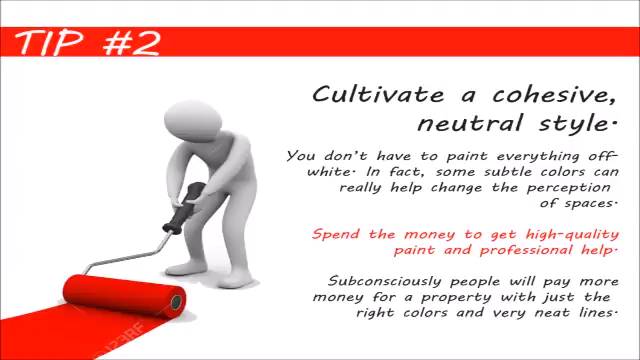 TIP #2
Cultivate a cohesive,
neutral style.
You don't have to paint everything off-
white. In fact, some subtle colors can
really help change the perception
of spaces.
Spend the money to get high-quality
paint and professional help.
Subconsciously people will pay more
money for a property with just the
right colors and very neat lines.